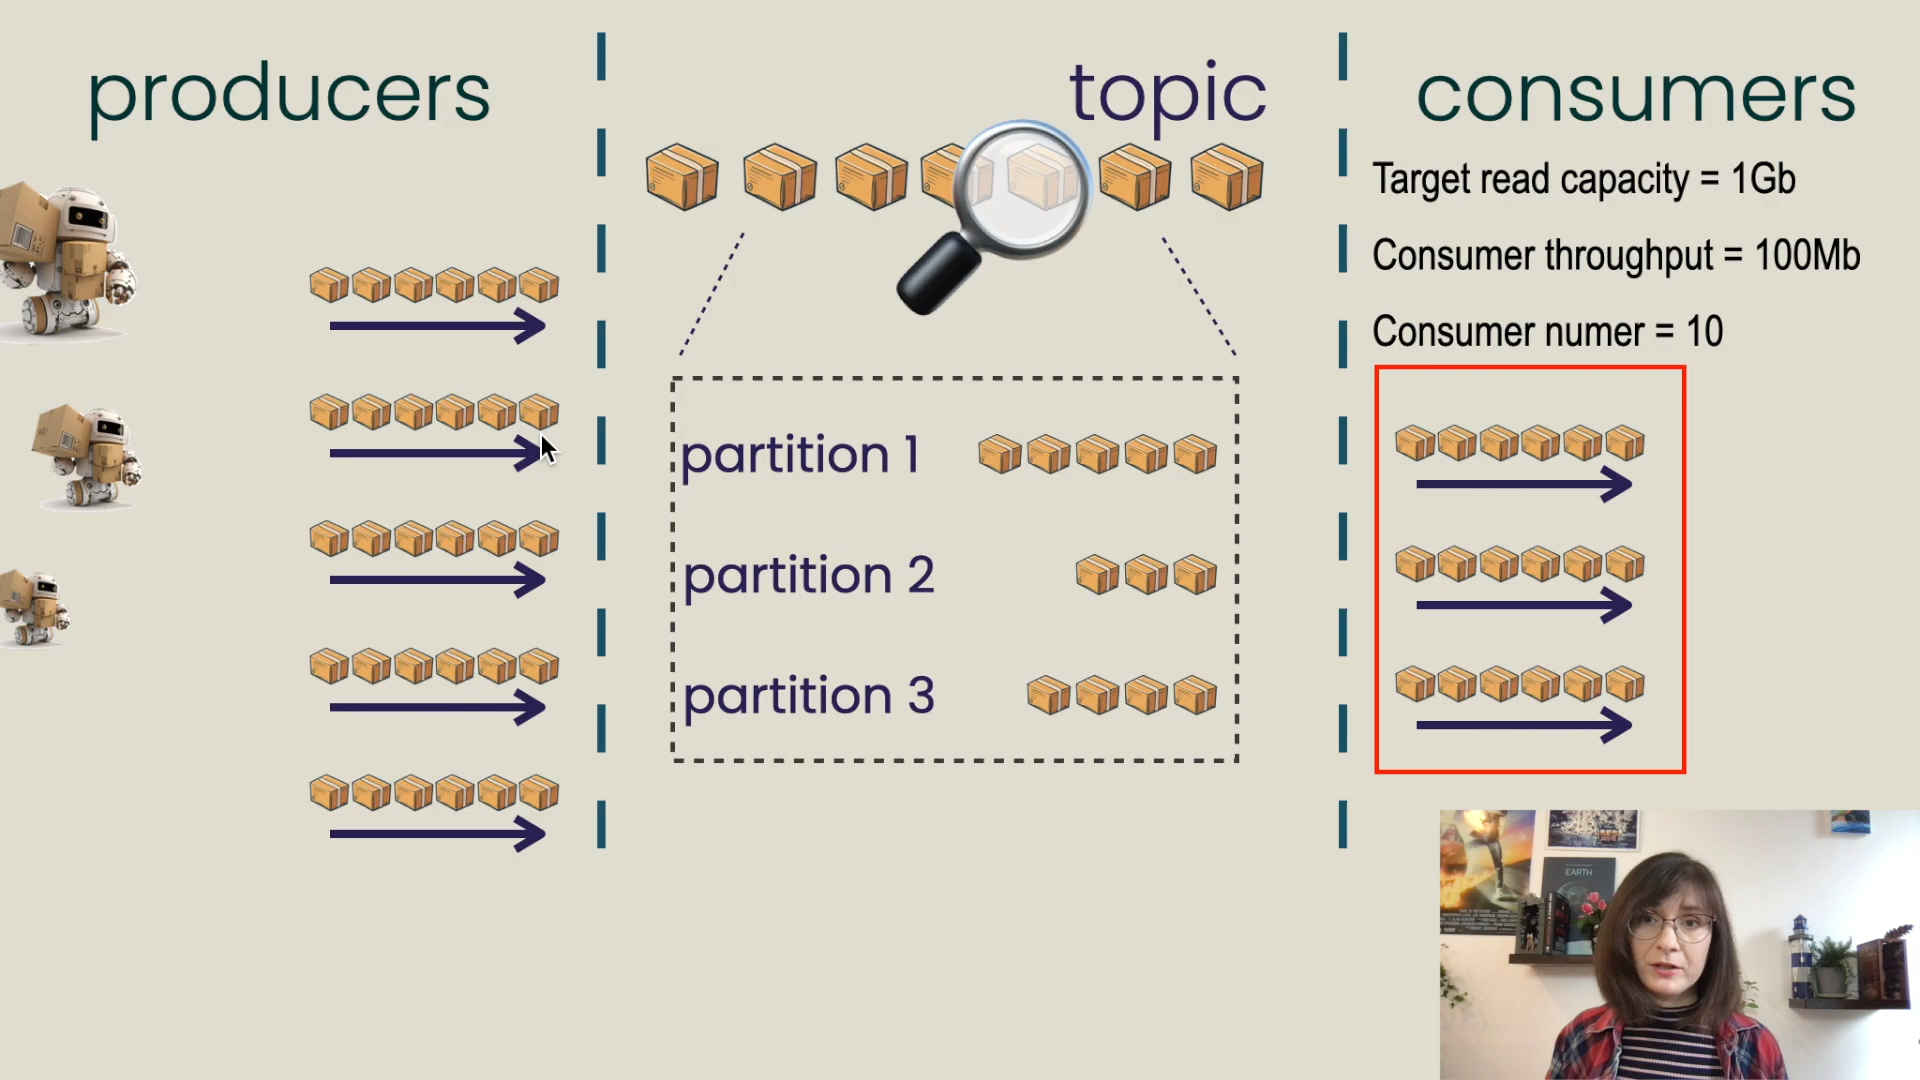 producers
topic
consumers
Target read capacity = 1Gb
Consumer throughput = 100Mb
Consumer numer = 10
partition 1
partition 2
partition 3
EARTH